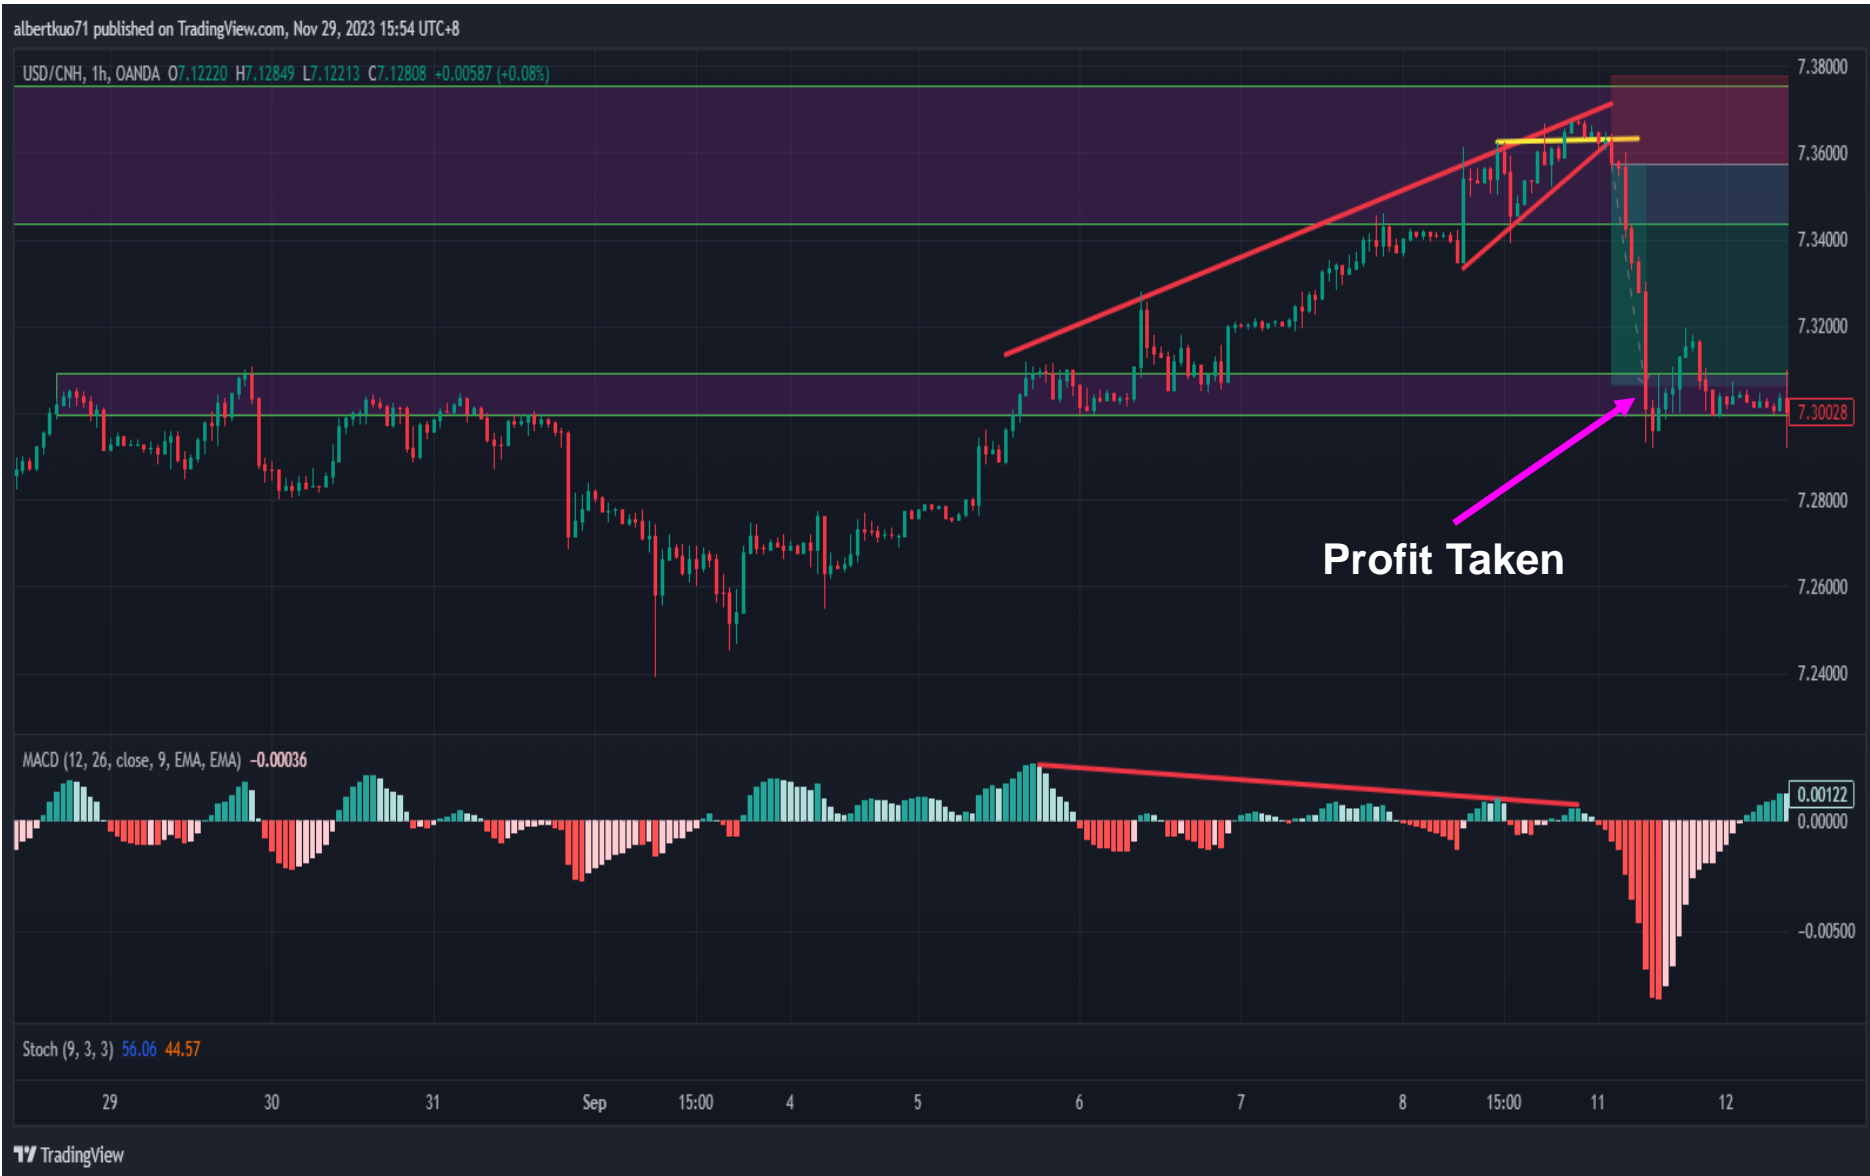 albertkuo71 published on TradingView.com, Nov 29, 2023 15:54 UTC+8
USD/CNH, 1h, OANDA O7.12220 H7.12849 L7.12213 C7.12808 +0.00587 (+0.08%)
7.38000
7.36000
7.34000
7.32000
7.30028
7.28000
Profit Taken
7.26000
7.24000
MACD (12, 26, close, 9, EMA, EMA) −0.00036
0.00122
0.00000
−0.00500
Stoch (9, 3, 3) 56.06 44.57
29 30 31 Sep 15:00 4 5 6 7 8 15:00 11 12
TradingView